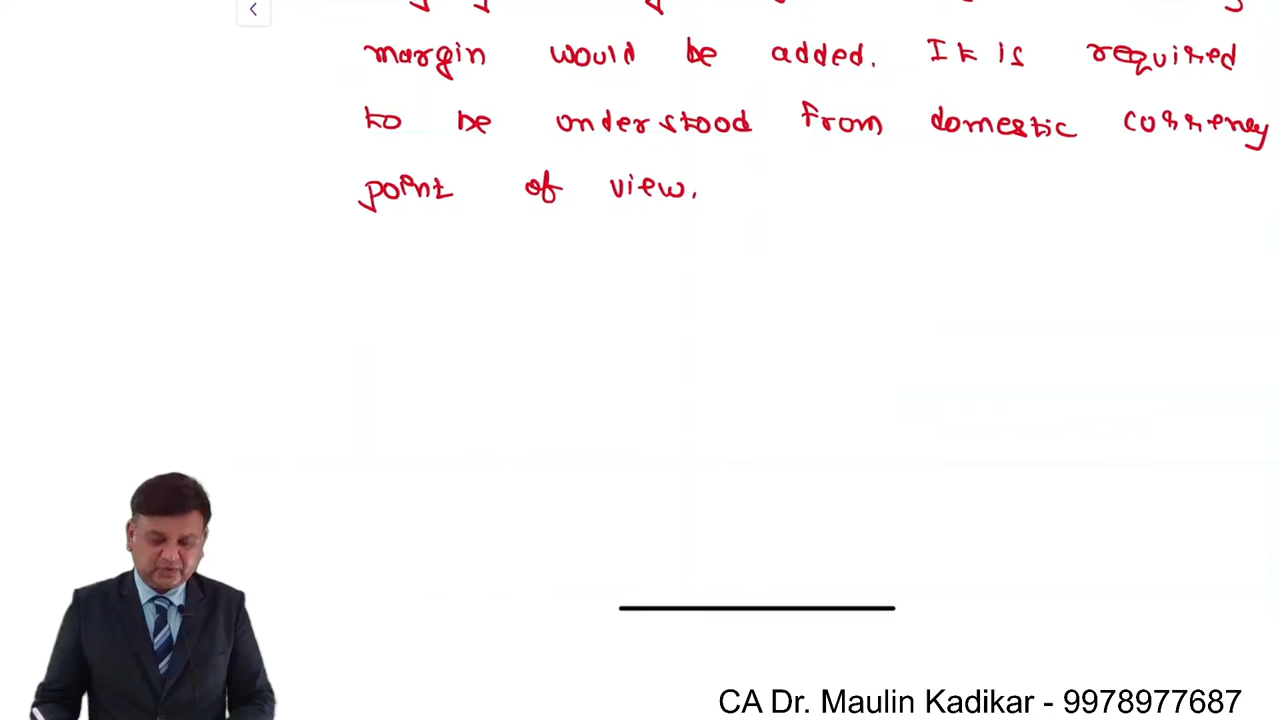 margin would be added. It is required
to be understood from domestic currency
point of view.
CA Dr. Maulin Kadikar - 9978977687